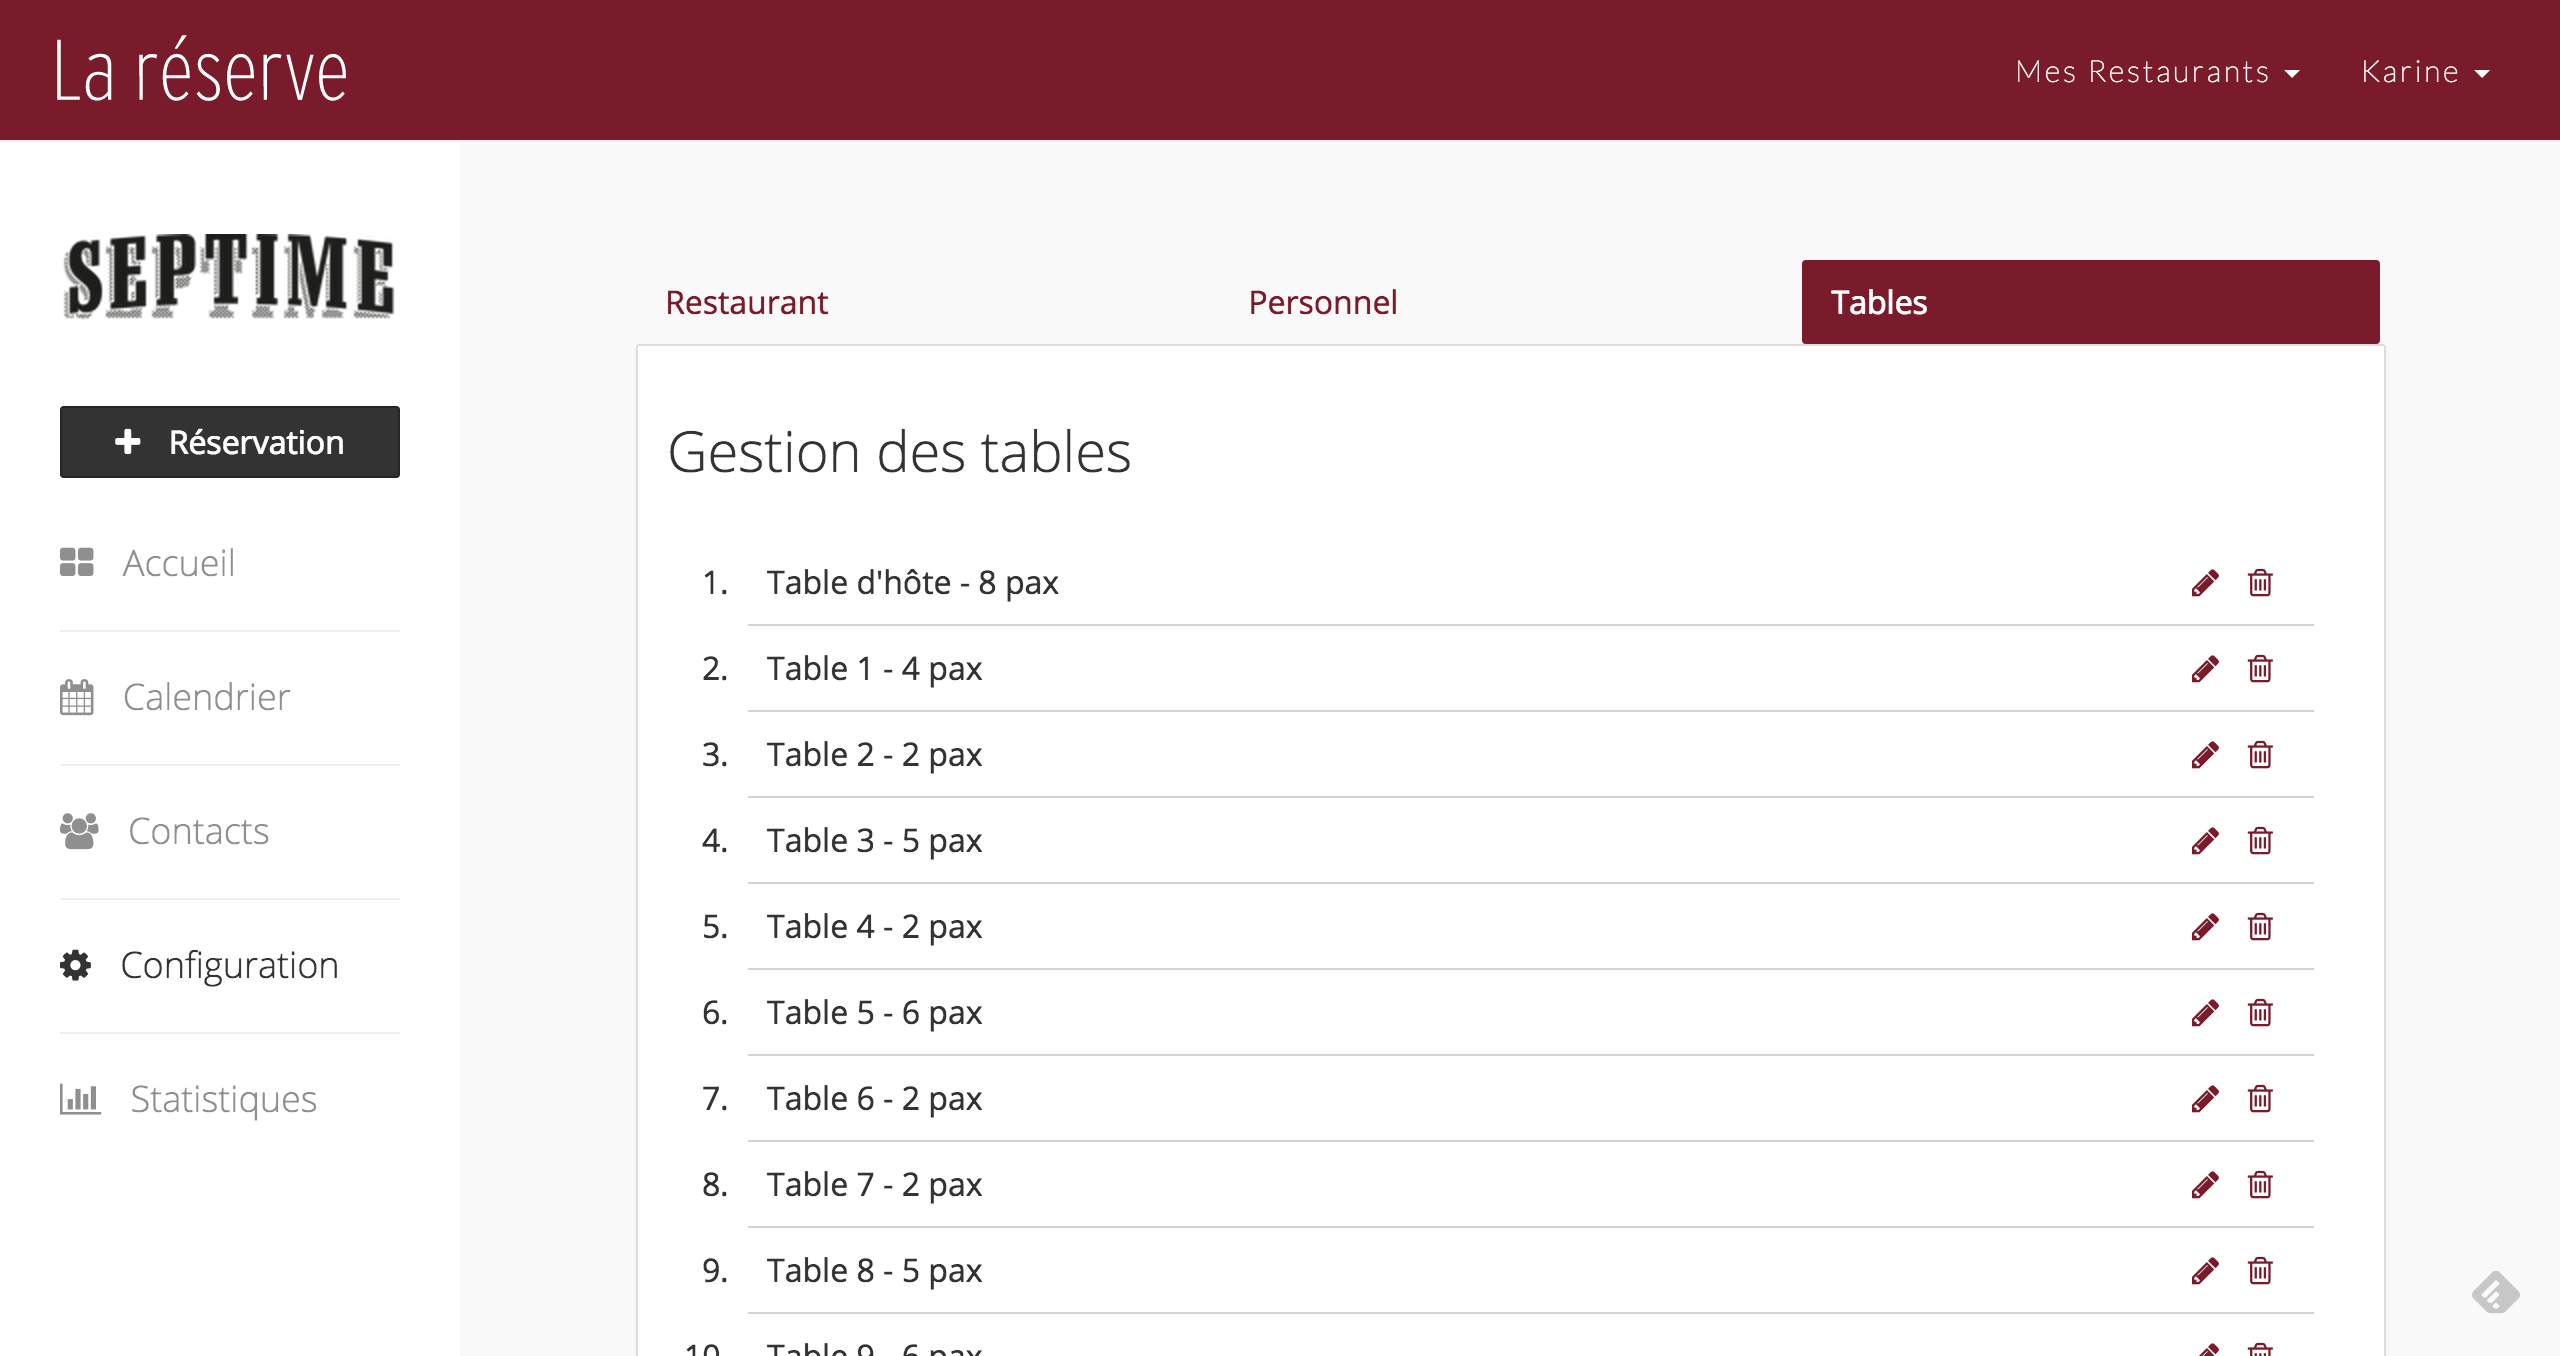 La réserve
Mes Restaurants
Karine
SEPTIME
Réservation
Accueil
Calendrier
Contacts
Configuration
Statistiques
Restaurant
Personnel
Tables
Gestion des tables
1. Table d'hôte - 8 pax
2. Table 1 - 4 pax
3. Table 2 - 2 pax
4. Table 3 - 5 pax
5. Table 4 - 2 pax
6. Table 5 - 6 pax
7. Table 6 - 2 pax
8. Table 7 - 2 pax
9. Table 8 - 5 pax
10. Table 9 - 6 pax